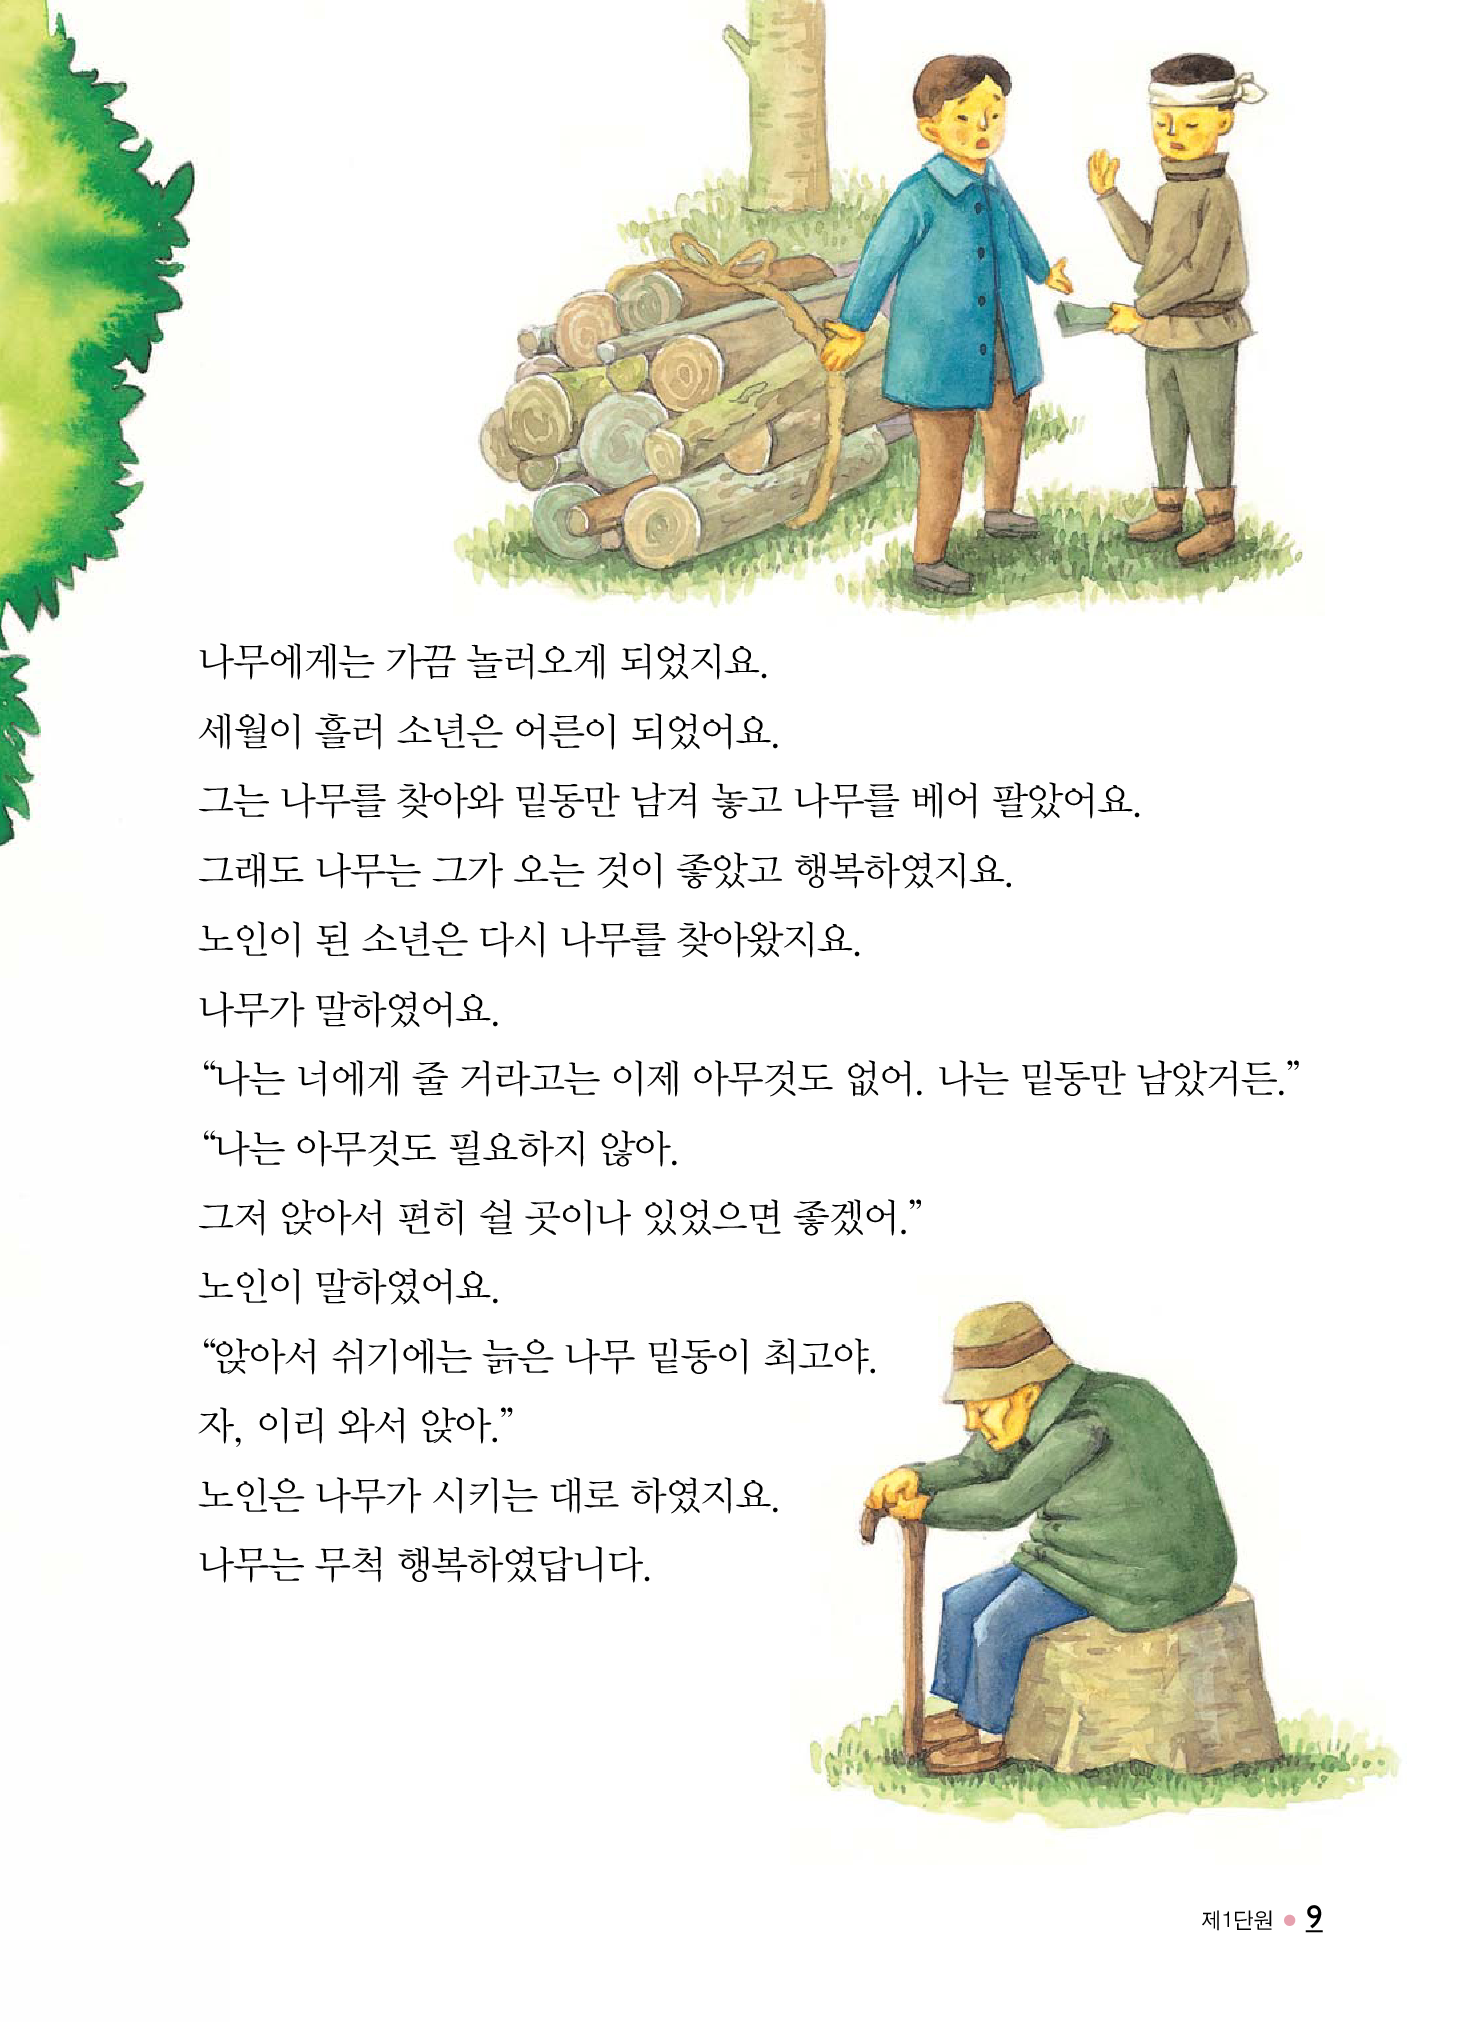 나무에게는 가끔 놀러오게 되었지요.
세월이 흘러 소년은 어른이 되었어요.
그는 나무를 찾아와 밑동만 남겨 놓고 나무를 베어 팔았어요.
그래도 나무는 그가 오는 것이 좋았고 행복하였지요.
노인이 된 소년은 다시 나무를 찾아왔지요.
나무가 말하였어요.
“나는 너에게 줄 거라고는 이제 아무것도 없어. 나는 밑동만 남았거든.”
“나는 아무것도 필요하지 않아.
그저 앉아서 편히 쉴 곳이나 있었으면 좋겠어.”
노인이 말하였어요.
“앉아서 쉬기에는 늙은 나무 밑동이 최고야.
자, 이리 와서 앉아.”
노인은 나무가 시키는 대로 하였지요.
나무는 무척 행복하였답니다.
제1단원 • 9